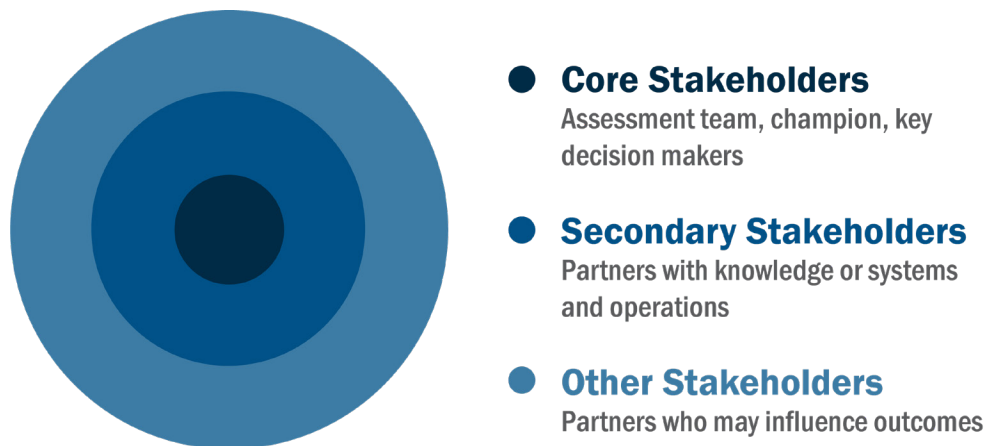 Core Stakeholders
Assessment team, champion, key
decision makers
Secondary Stakeholders
Partners with knowledge or systems
and operations
Other Stakeholders
Partners who may influence outcomes